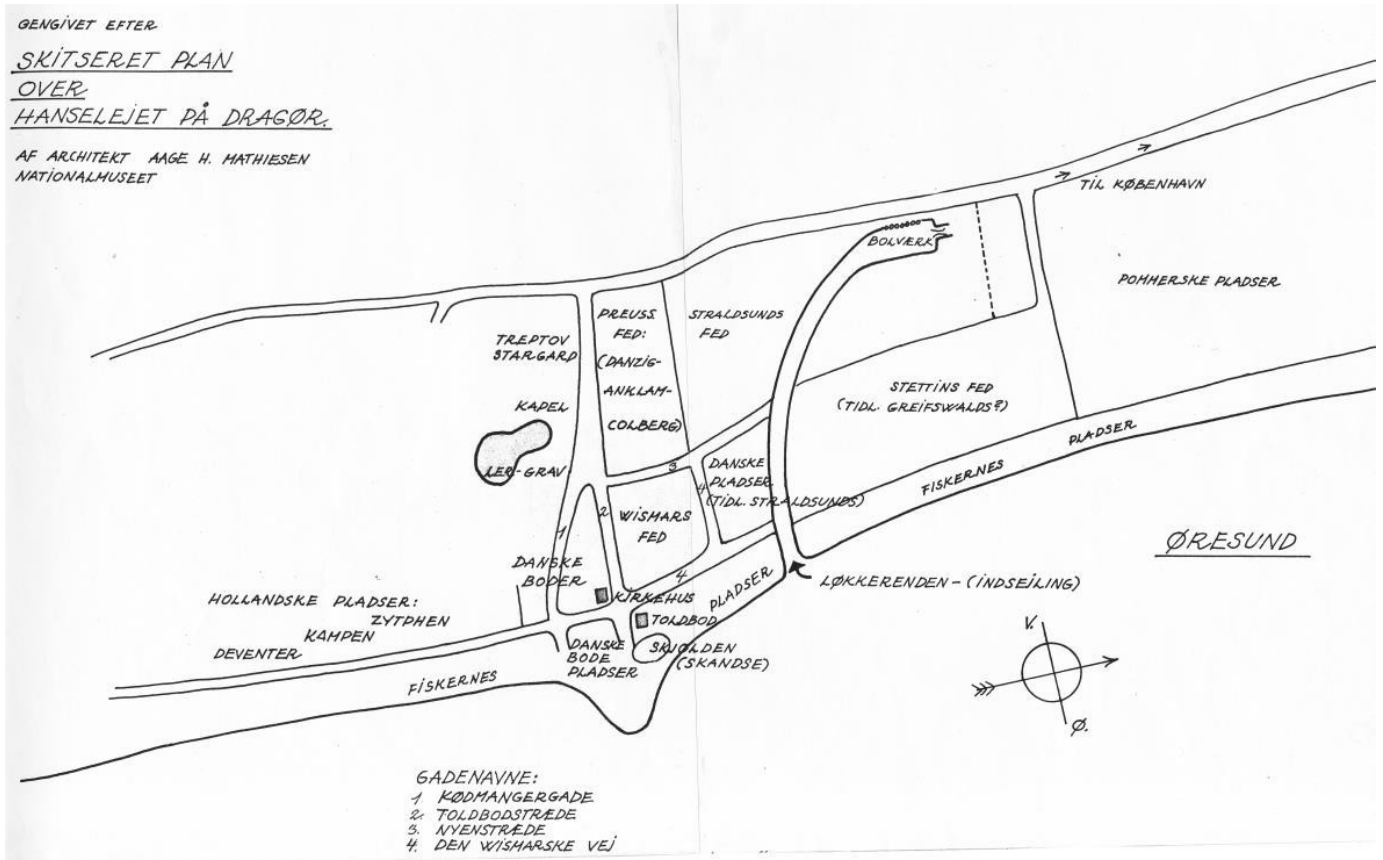 GENGIVET EFTER
SKITSERET PLAN
OVER
HANSELEJET PÅ DRAGØR.
AF ARCHITEKT AAGE H. MATHIESEN
NATIONALMUSEET
TIL KØBENHAVN
BOLVÆRK
POMMERSKE PLADSER
TREPTOV
STARGARD
PREUSS.
FED:
(DANZIG-
ANKLAM-
COLBERG)
STRALDSUNDS
FED
STETTINS FED
(TIDL. GREIFSWALDS?)
KAPEL
LER-GRAV
3
DANSKE
PLADSER
(TIDL. STRALDSUNDS)
4
FISKERNES PLADSER
1
2
WISMARS
FED
4
ØRESUND
DANSKE
BODER
KIRKEHUS
TOLDBOD
PLADSER
LØKKERENDEN - (INDSEJLING)
HOLLANDSKE PLADSER:
ZYTPHEN
KAMPEN
DEVENTER
DANSKE
BODE
PLADSER
SKJOLDEN
(SKANDSE)
FISKERNES
V.
Ø.
GADENAVNE:
1 KØDMANGERGADE
2. TOLDBODSTRÆDE
3. NYENSTRÆDE
4. DEN WISMARSKE VEJ